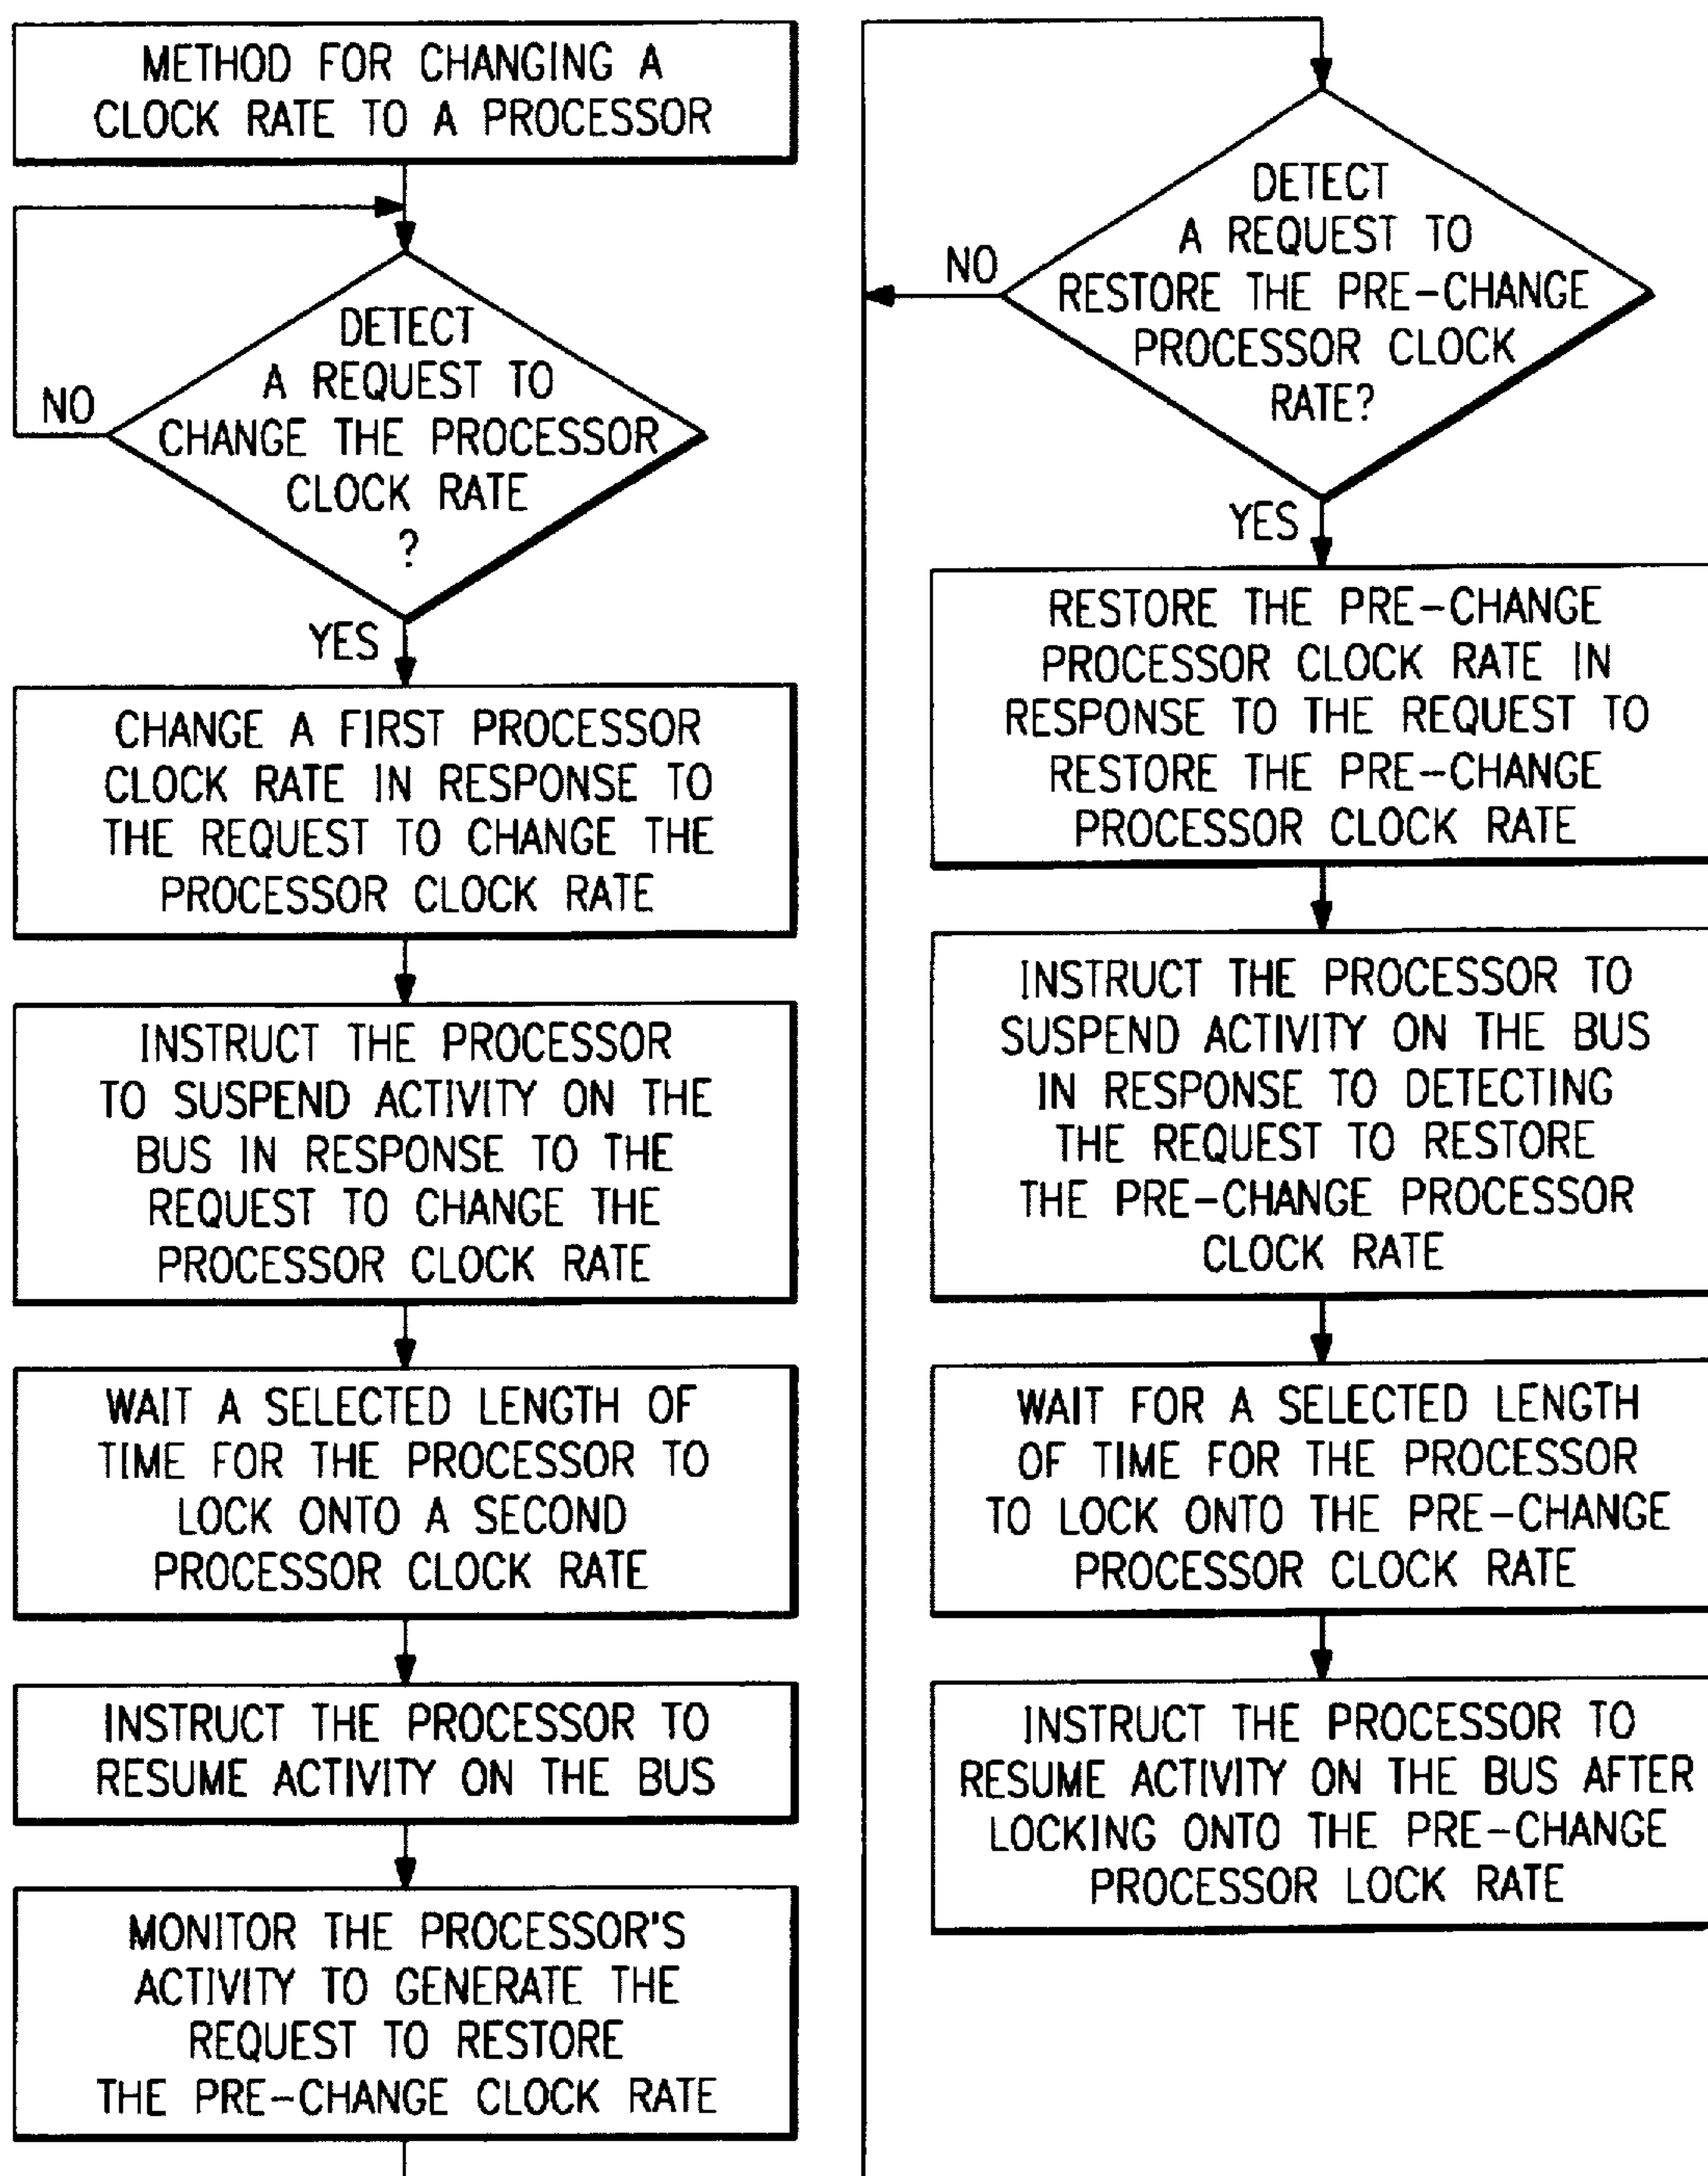 METHOD FOR CHANGING A
CLOCK RATE TO A PROCESSOR
DETECT
A REQUEST TO
CHANGE THE PROCESSOR
CLOCK RATE
?
NO
YES
CHANGE A FIRST PROCESSOR
CLOCK RATE IN RESPONSE TO
THE REQUEST TO CHANGE THE
PROCESSOR CLOCK RATE
INSTRUCT THE PROCESSOR
TO SUSPEND ACTIVITY ON THE
BUS IN RESPONSE TO THE
REQUEST TO CHANGE THE
PROCESSOR CLOCK RATE
WAIT A SELECTED LENGTH OF
TIME FOR THE PROCESSOR TO
LOCK ONTO A SECOND
PROCESSOR CLOCK RATE
INSTRUCT THE PROCESSOR TO
RESUME ACTIVITY ON THE BUS
MONITOR THE PROCESSOR'S
ACTIVITY TO GENERATE THE
REQUEST TO RESTORE
THE PRE-CHANGE CLOCK RATE
DETECT
A REQUEST TO
RESTORE THE PRE-CHANGE
PROCESSOR CLOCK
RATE?
NO
YES
RESTORE THE PRE-CHANGE
PROCESSOR CLOCK RATE IN
RESPONSE TO THE REQUEST TO
RESTORE THE PRE-CHANGE
PROCESSOR CLOCK RATE
INSTRUCT THE PROCESSOR TO
SUSPEND ACTIVITY ON THE BUS
IN RESPONSE TO DETECTING
THE REQUEST TO RESTORE
THE PRE-CHANGE PROCESSOR
CLOCK RATE
WAIT FOR A SELECTED LENGTH
OF TIME FOR THE PROCESSOR
TO LOCK ONTO THE PRE-CHANGE
PROCESSOR CLOCK RATE
INSTRUCT THE PROCESSOR TO
RESUME ACTIVITY ON THE BUS AFTER
LOCKING ONTO THE PRE-CHANGE
PROCESSOR LOCK RATE